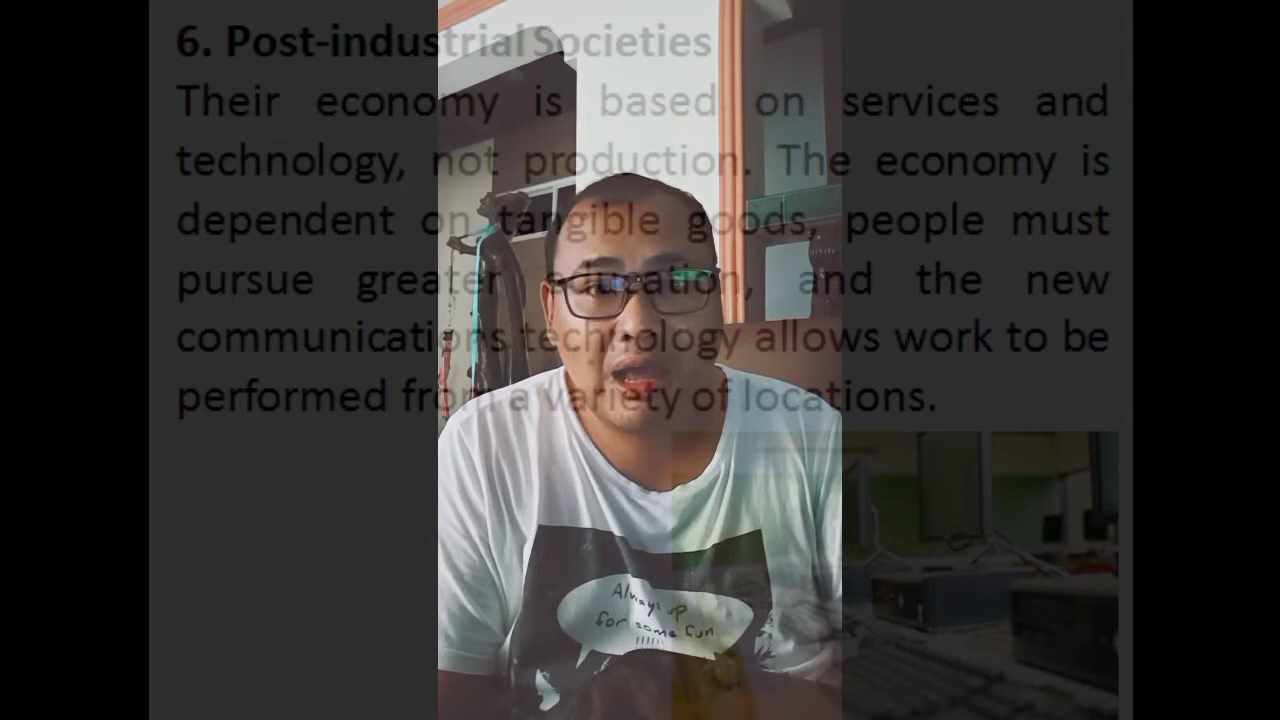 6. Post-industrial Societies
Their economy is based on services and
technology, not production. The economy is
dependent on tangible goods, people must
pursue greater education, and the new
communications technology allows work to be
performed from a variety of locations.
Always up
for some fun